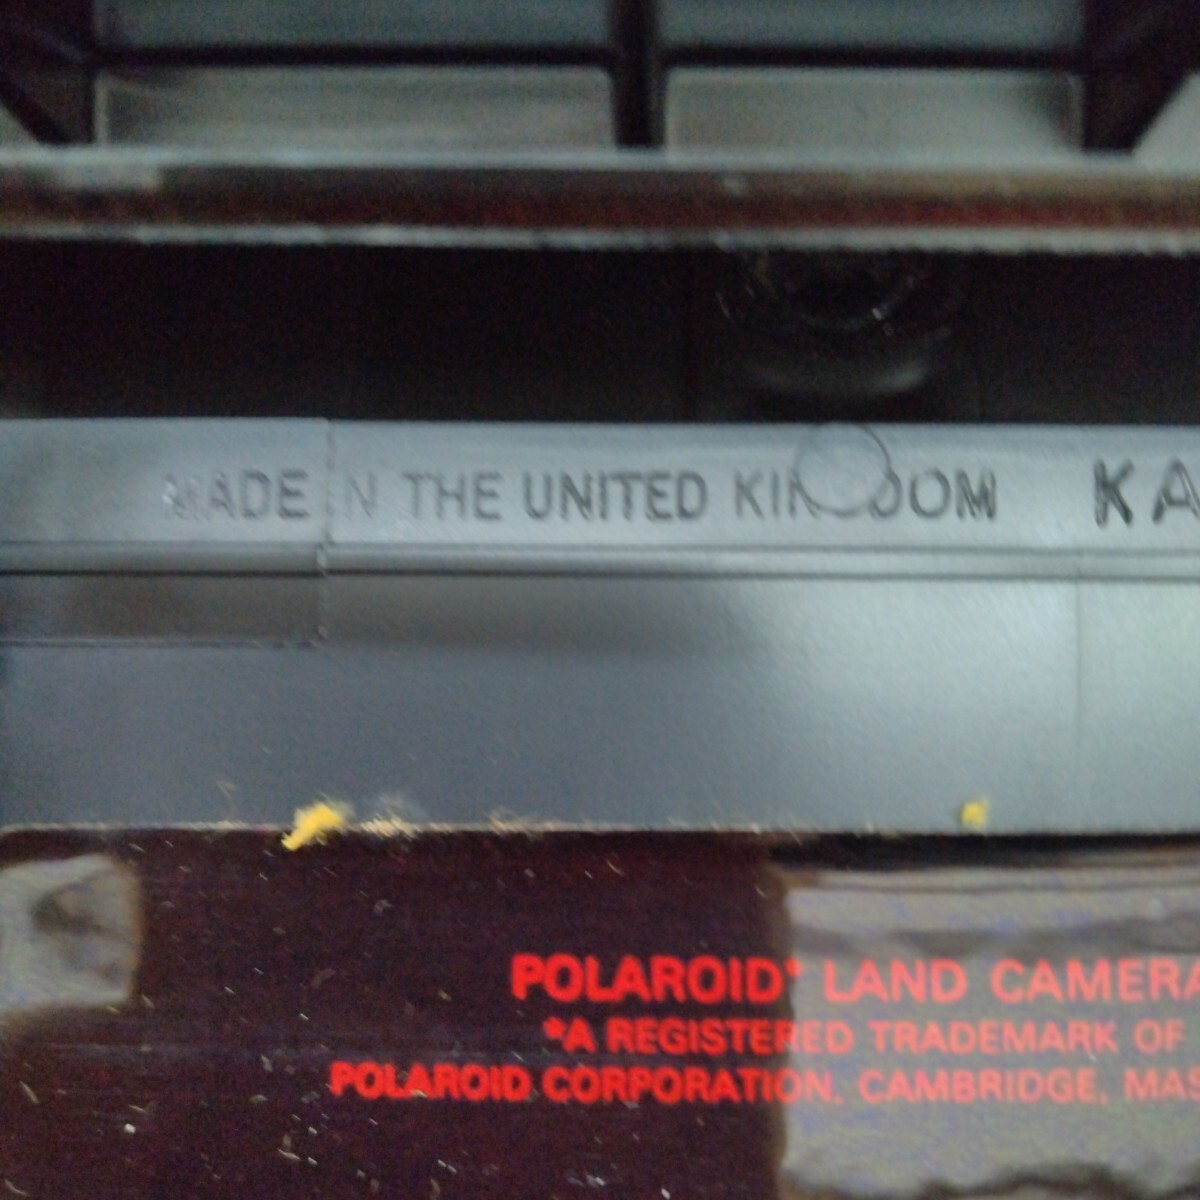 MADE IN THE UNITED KINGDOM KA
POLAROID* LAND CAMERA
*A REGISTERED TRADEMARK OF
POLAROID CORPORATION, CAMBRIDGE, MAS